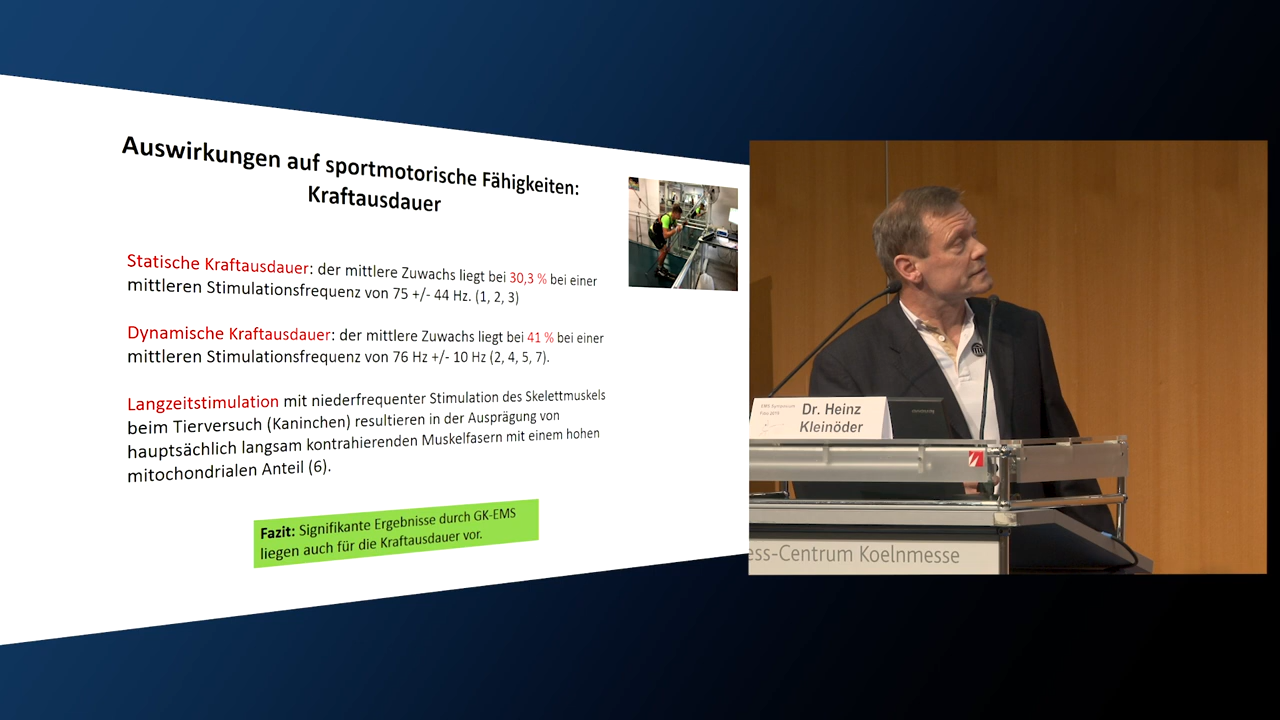 Auswirkungen auf sportmotorische Fähigkeiten:
Kraftausdauer
Statische Kraftausdauer: der mittlere Zuwachs liegt bei 30,3 % bei einer
mittleren Stimulationsfrequenz von 75 +/- 44 Hz. (1, 2, 3)
Dynamische Kraftausdauer: der mittlere Zuwachs liegt bei 41 % bei einer
mittleren Stimulationsfrequenz von 76 Hz +/- 10 Hz (2, 4, 5, 7).
Langzeitstimulation mit niederfrequenter Stimulation des Skelettmuskels
beim Tierversuch (Kaninchen) resultieren in der Ausprägung von
hauptsächlich langsam kontrahierenden Muskelfasern mit einem hohen
mitochondrialen Anteil (6).
Fazit: Signifikante Ergebnisse durch GK-EMS
liegen auch für die Kraftausdauer vor.
EMS Symposium
Dr. Heinz
Kleinöder
ess-Centrum Koelnmesse